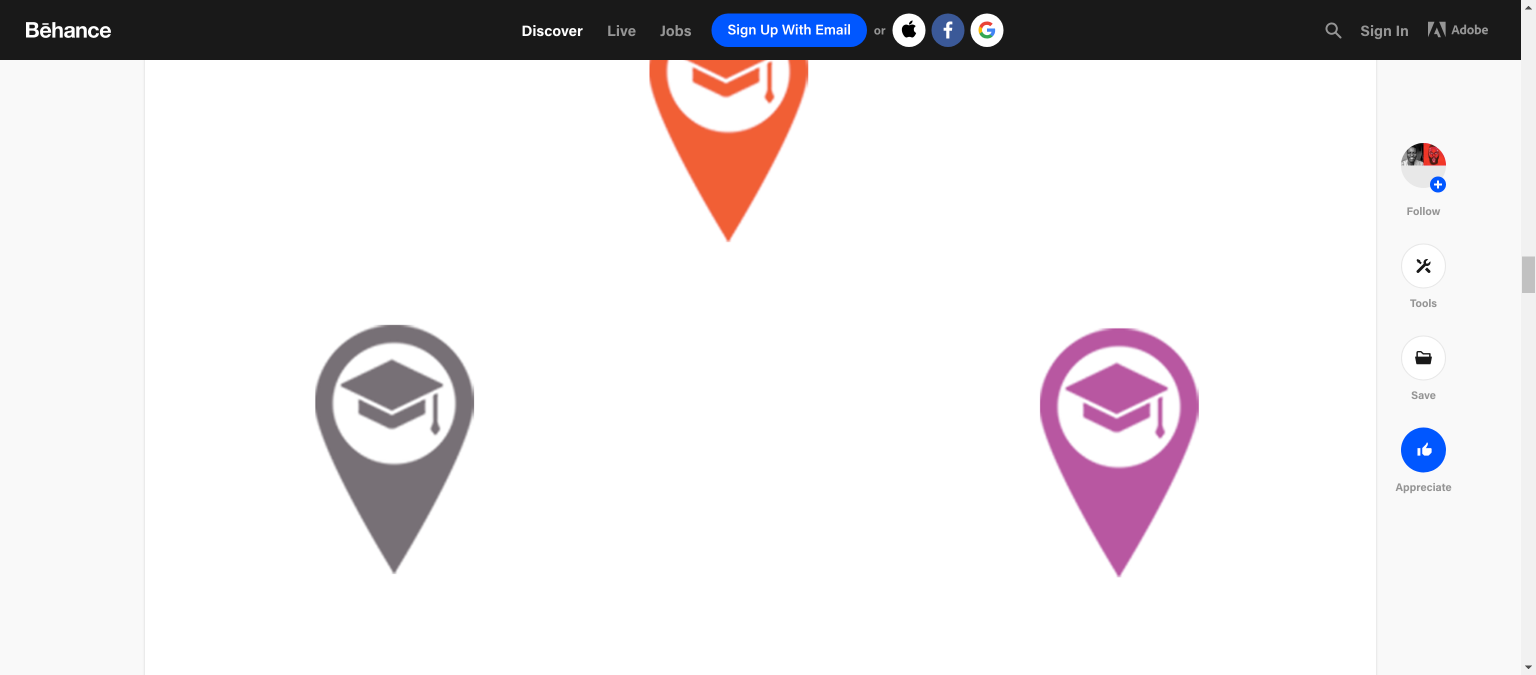 Bēhance
Discover Live Jobs Sign Up With Email or f G Sign In Adobe
Follow
Tools
Save
Appreciate